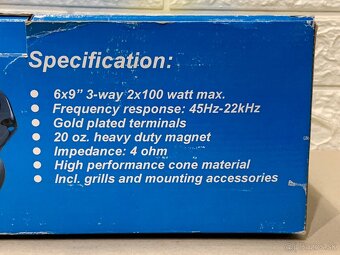 Specification:
• 6x9” 3-way 2x100 watt max.
• Frequency response: 45Hz-22kHz
• Gold plated terminals
• 20 oz. heavy duty magnet
• Impedance: 4 ohm
• High performance cone material
• Incl. grills and mounting accessories